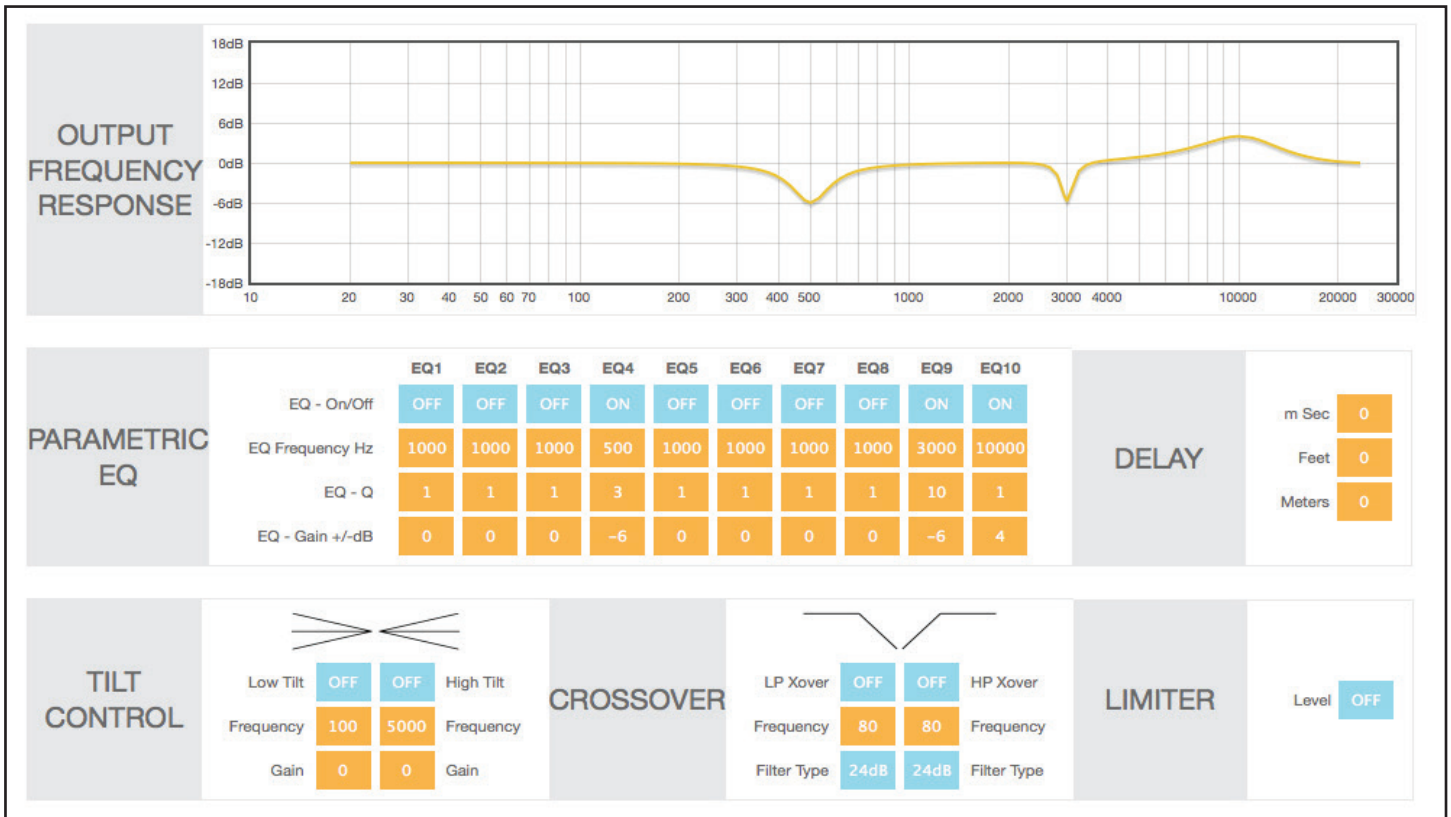 OUTPUT
FREQUENCY
RESPONSE
18dB
12dB
6dB
0dB
-6dB
-12dB
-18dB
10 20 30 40 50 60 70 100 200 300 400 500 1000 2000 3000 4000 10000 20000 30000
PARAMETRIC
EQ
EQ1 EQ2 EQ3 EQ4 EQ5 EQ6 EQ7 EQ8 EQ9 EQ10
EQ - On/Off OFF OFF OFF ON OFF OFF OFF OFF ON ON
EQ Frequency Hz 1000 1000 1000 500 1000 1000 1000 1000 3000 10000
EQ - Q 1 1 1 3 1 1 1 1 10 1
EQ - Gain +/-dB 0 0 0 -6 0 0 0 0 -6 4
DELAY
m Sec 0
Feet 0
Meters 0
TILT
CONTROL
Low Tilt OFF OFF High Tilt
Frequency 100 5000 Frequency
Gain 0 0 Gain
CROSSOVER
LP Xover OFF OFF HP Xover
Frequency 80 80 Frequency
Filter Type 24dB 24dB Filter Type
LIMITER
Level OFF